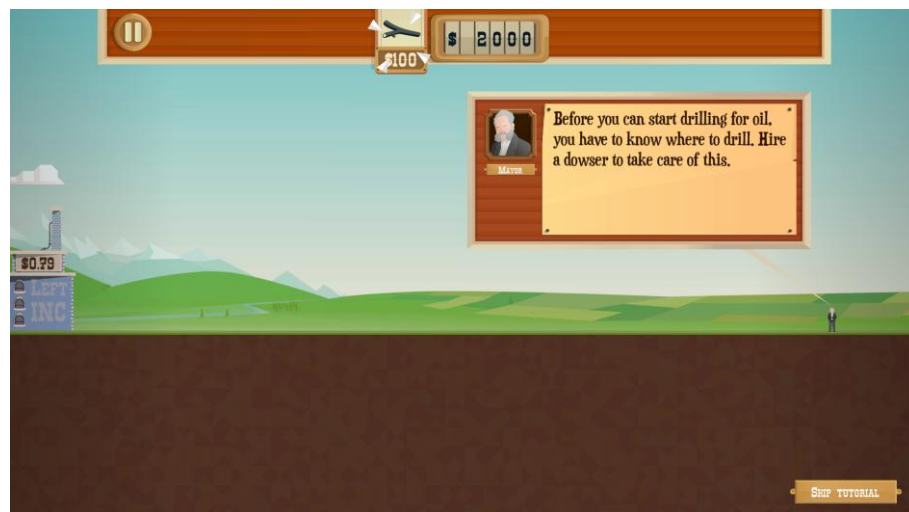 $100
$ 2000
Before you can start drilling for oil,
you have to know where to drill. Hire
a dowser to take care of this.
Mayor
$0.79
Left
INC
Skip tutorial